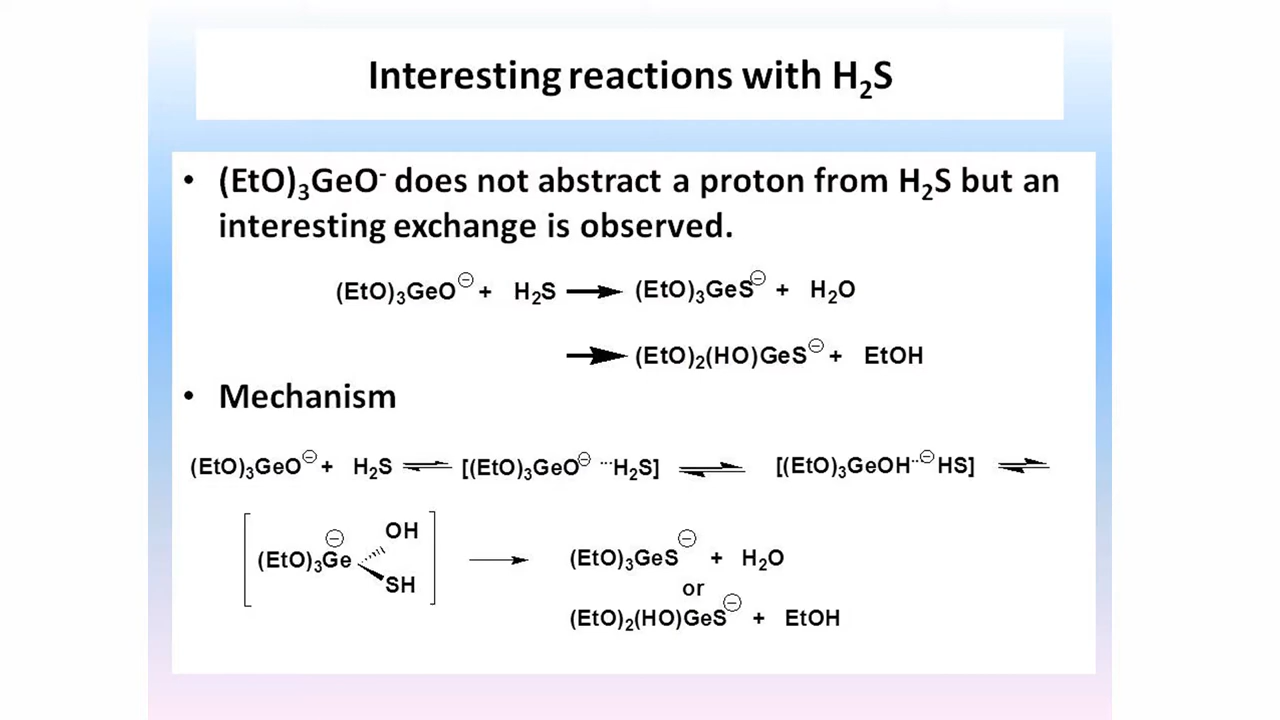 Interesting reactions with H₂S
• (EtO)₃GeO⁻ does not abstract a proton from H₂S but an
interesting exchange is observed.
(EtO)₃GeO⊖ + H₂S → (EtO)₃GeS⊖ + H₂O
→ (EtO)₂(HO)GeS⊖ + EtOH
• Mechanism
(EtO)₃GeO⊖ + H₂S ⇌ [(EtO)₃GeO⊖ ···H₂S] ⇌ [(EtO)₃GeOH··⊖HS] ⇌
OH
(EtO)₃Ge⊖ → (EtO)₃GeS⊖ + H₂O
SH
or
(EtO)₂(HO)GeS⊖ + EtOH